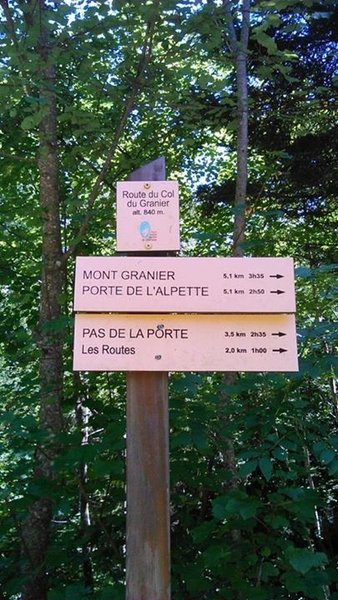 Route du Col
du Granier
alt. 840 m.
MONT GRANIER 5,1 km 3h35
PORTE DE L'ALPETTE 5,1 km 2h50
PAS DE LA PORTE 3,5 km 2h35
Les Routes 2,0 km 1h00